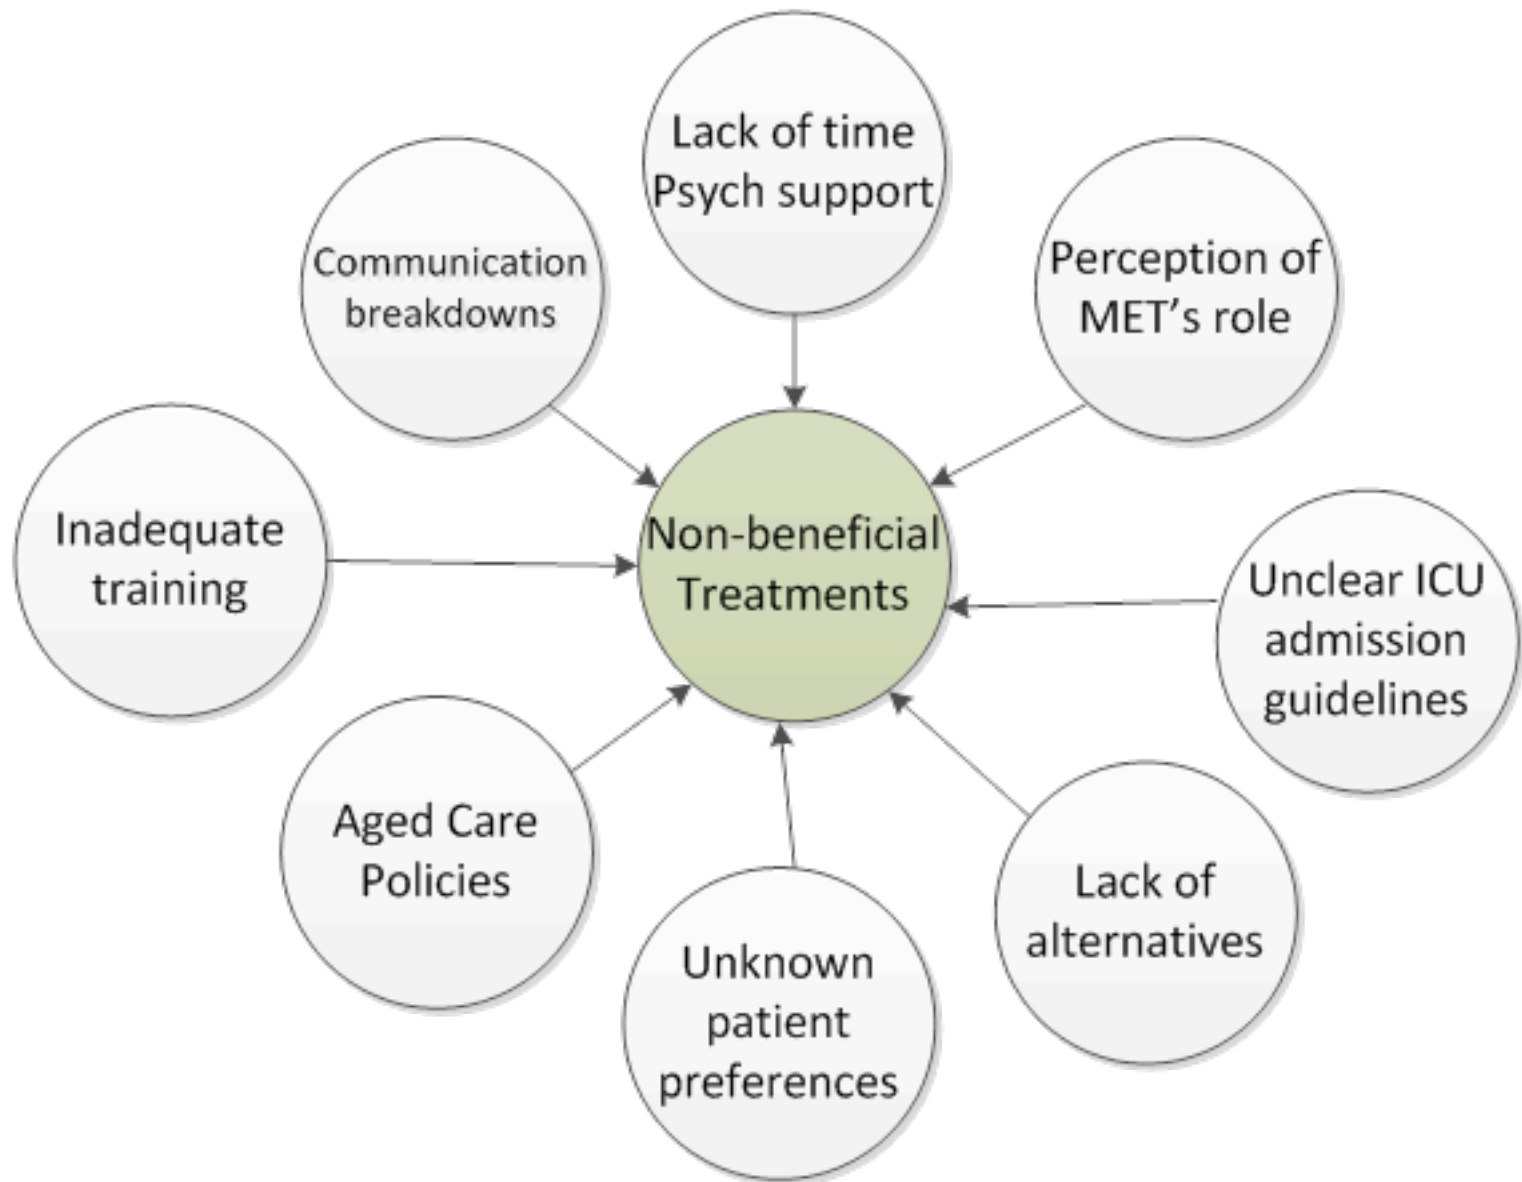 Lack of time
Psych support
Communication
breakdowns
Perception of
MET’s role
Inadequate
training
Non-beneficial
Treatments
Unclear ICU
admission
guidelines
Aged Care
Policies
Lack of
alternatives
Unknown
patient
preferences